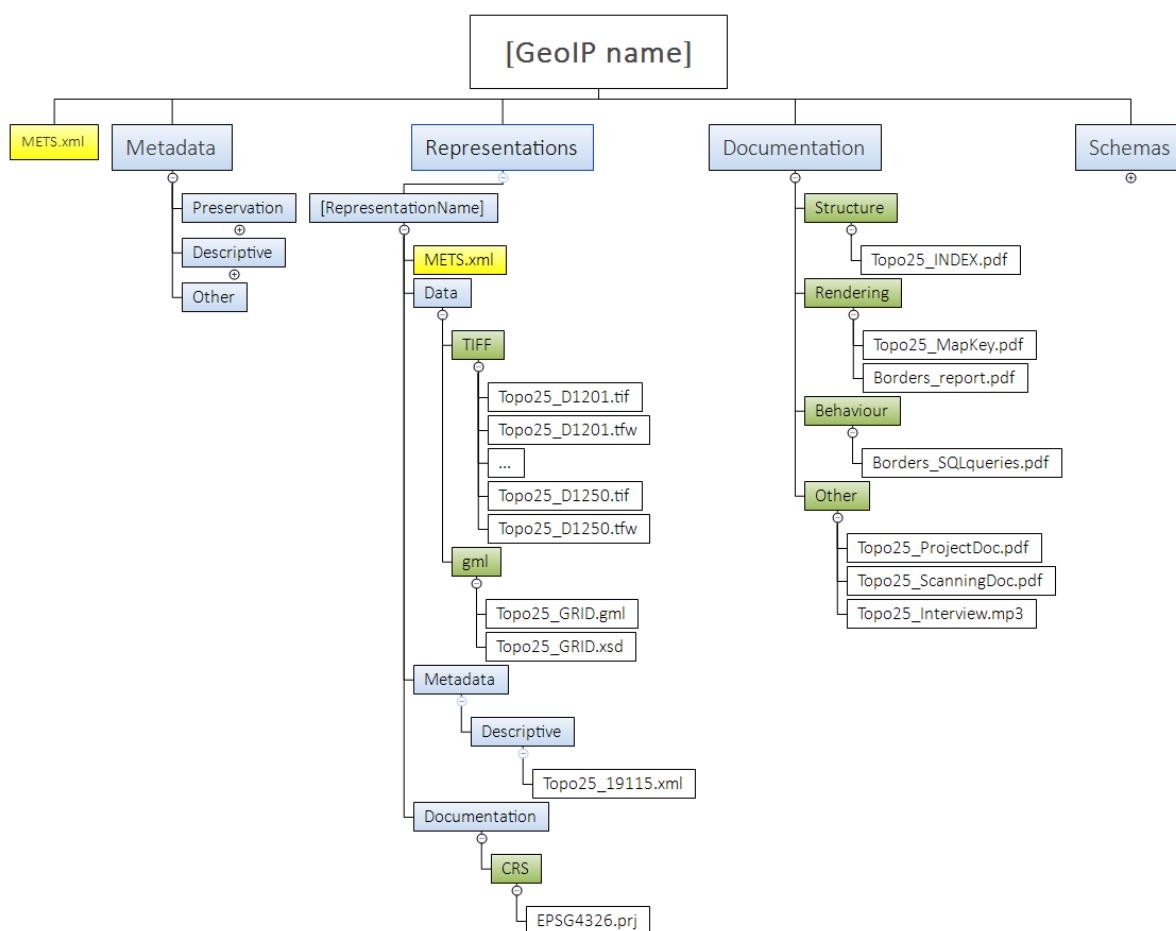 [GeoIP name]
METS.xml
Metadata
Representations
Documentation
Schemas
Preservation
Descriptive
Other
[RepresentationName]
METS.xml
Data
TIFF
Topo25_D1201.tif
Topo25_D1201.tfw
...
Topo25_D1250.tif
Topo25_D1250.tfw
gml
Topo25_GRID.gml
Topo25_GRID.xsd
Metadata
Descriptive
Topo25_19115.xml
Documentation
CRS
EPSG4326.prj
Structure
Topo25_INDEX.pdf
Rendering
Topo25_MapKey.pdf
Borders_report.pdf
Behaviour
Borders_SQLqueries.pdf
Other
Topo25_ProjectDoc.pdf
Topo25_ScanningDoc.pdf
Topo25_Interview.mp3